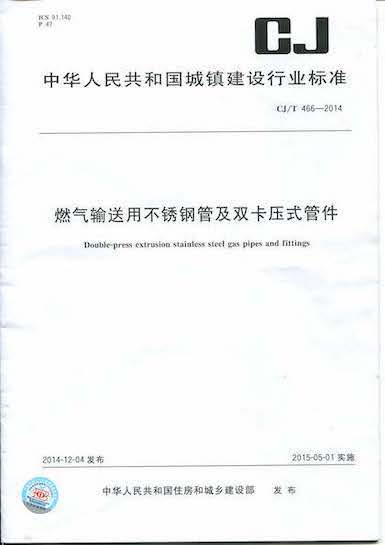 ICS 91.140
P 47
CJ
中华人民共和国城镇建设行业标准
CJ/T 466—2014
燃气输送用不锈钢管及双卡压式管件
Double-press extrusion stainless steel gas pipes and fittings
2014-12-04 发布
2015-05-01 实施
中华人民共和国住房和城乡建设部 发布